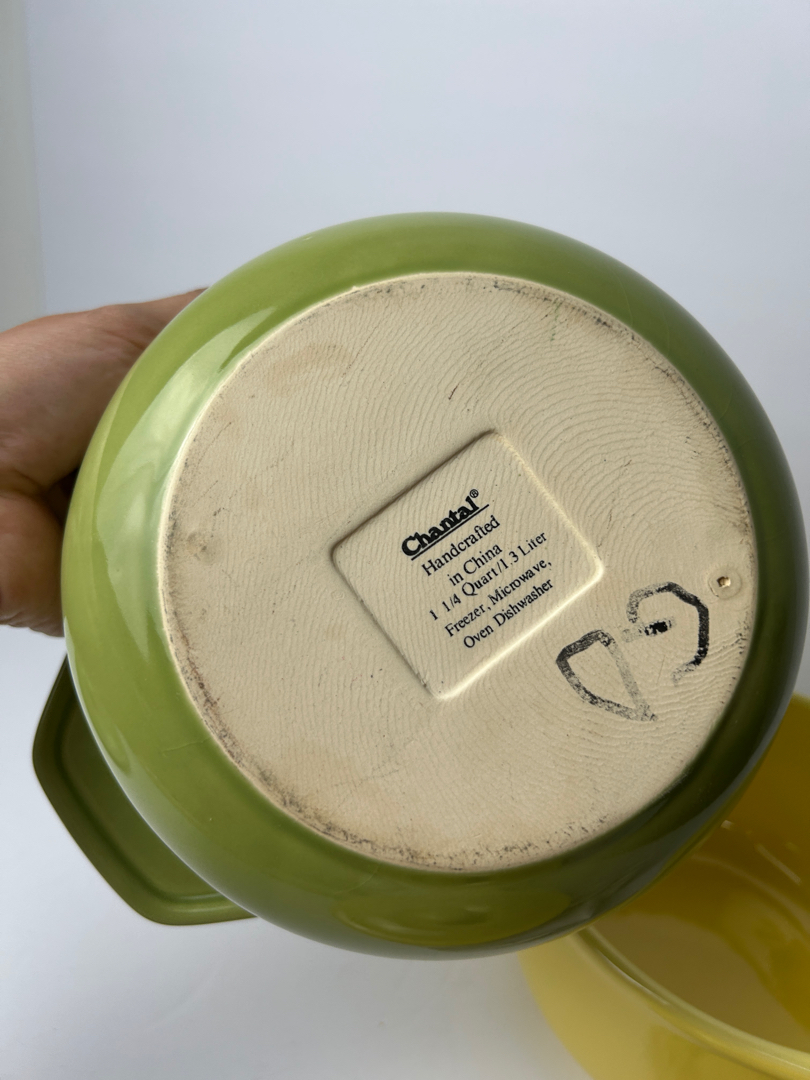 Chantal®
Handcrafted
in China
1 1/4 Quart/1.3 Liter
Freezer, Microwave,
Oven Dishwasher